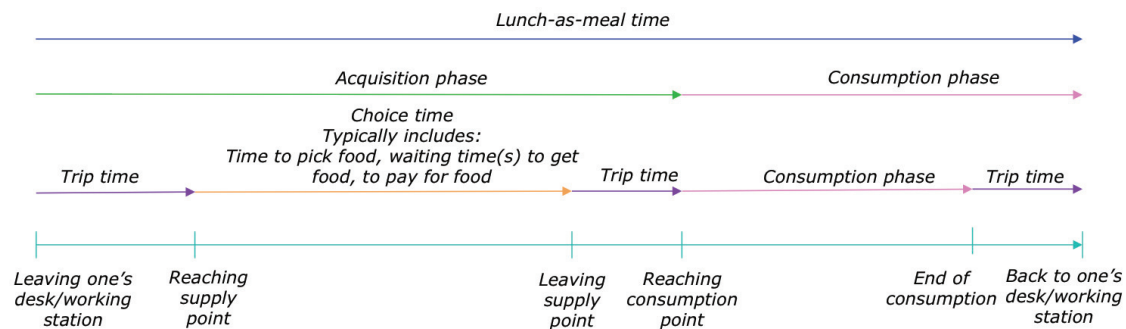 Lunch-as-meal time
Acquisition phase
Consumption phase
Choice time
Typically includes:
Time to pick food, waiting time(s) to get
food, to pay for food
Trip time
Trip time
Consumption phase
Trip time
Leaving one's
desk/working
station
Reaching
supply
point
Leaving
supply
point
Reaching
consumption
point
End of
consumption
Back to one's
desk/working
station